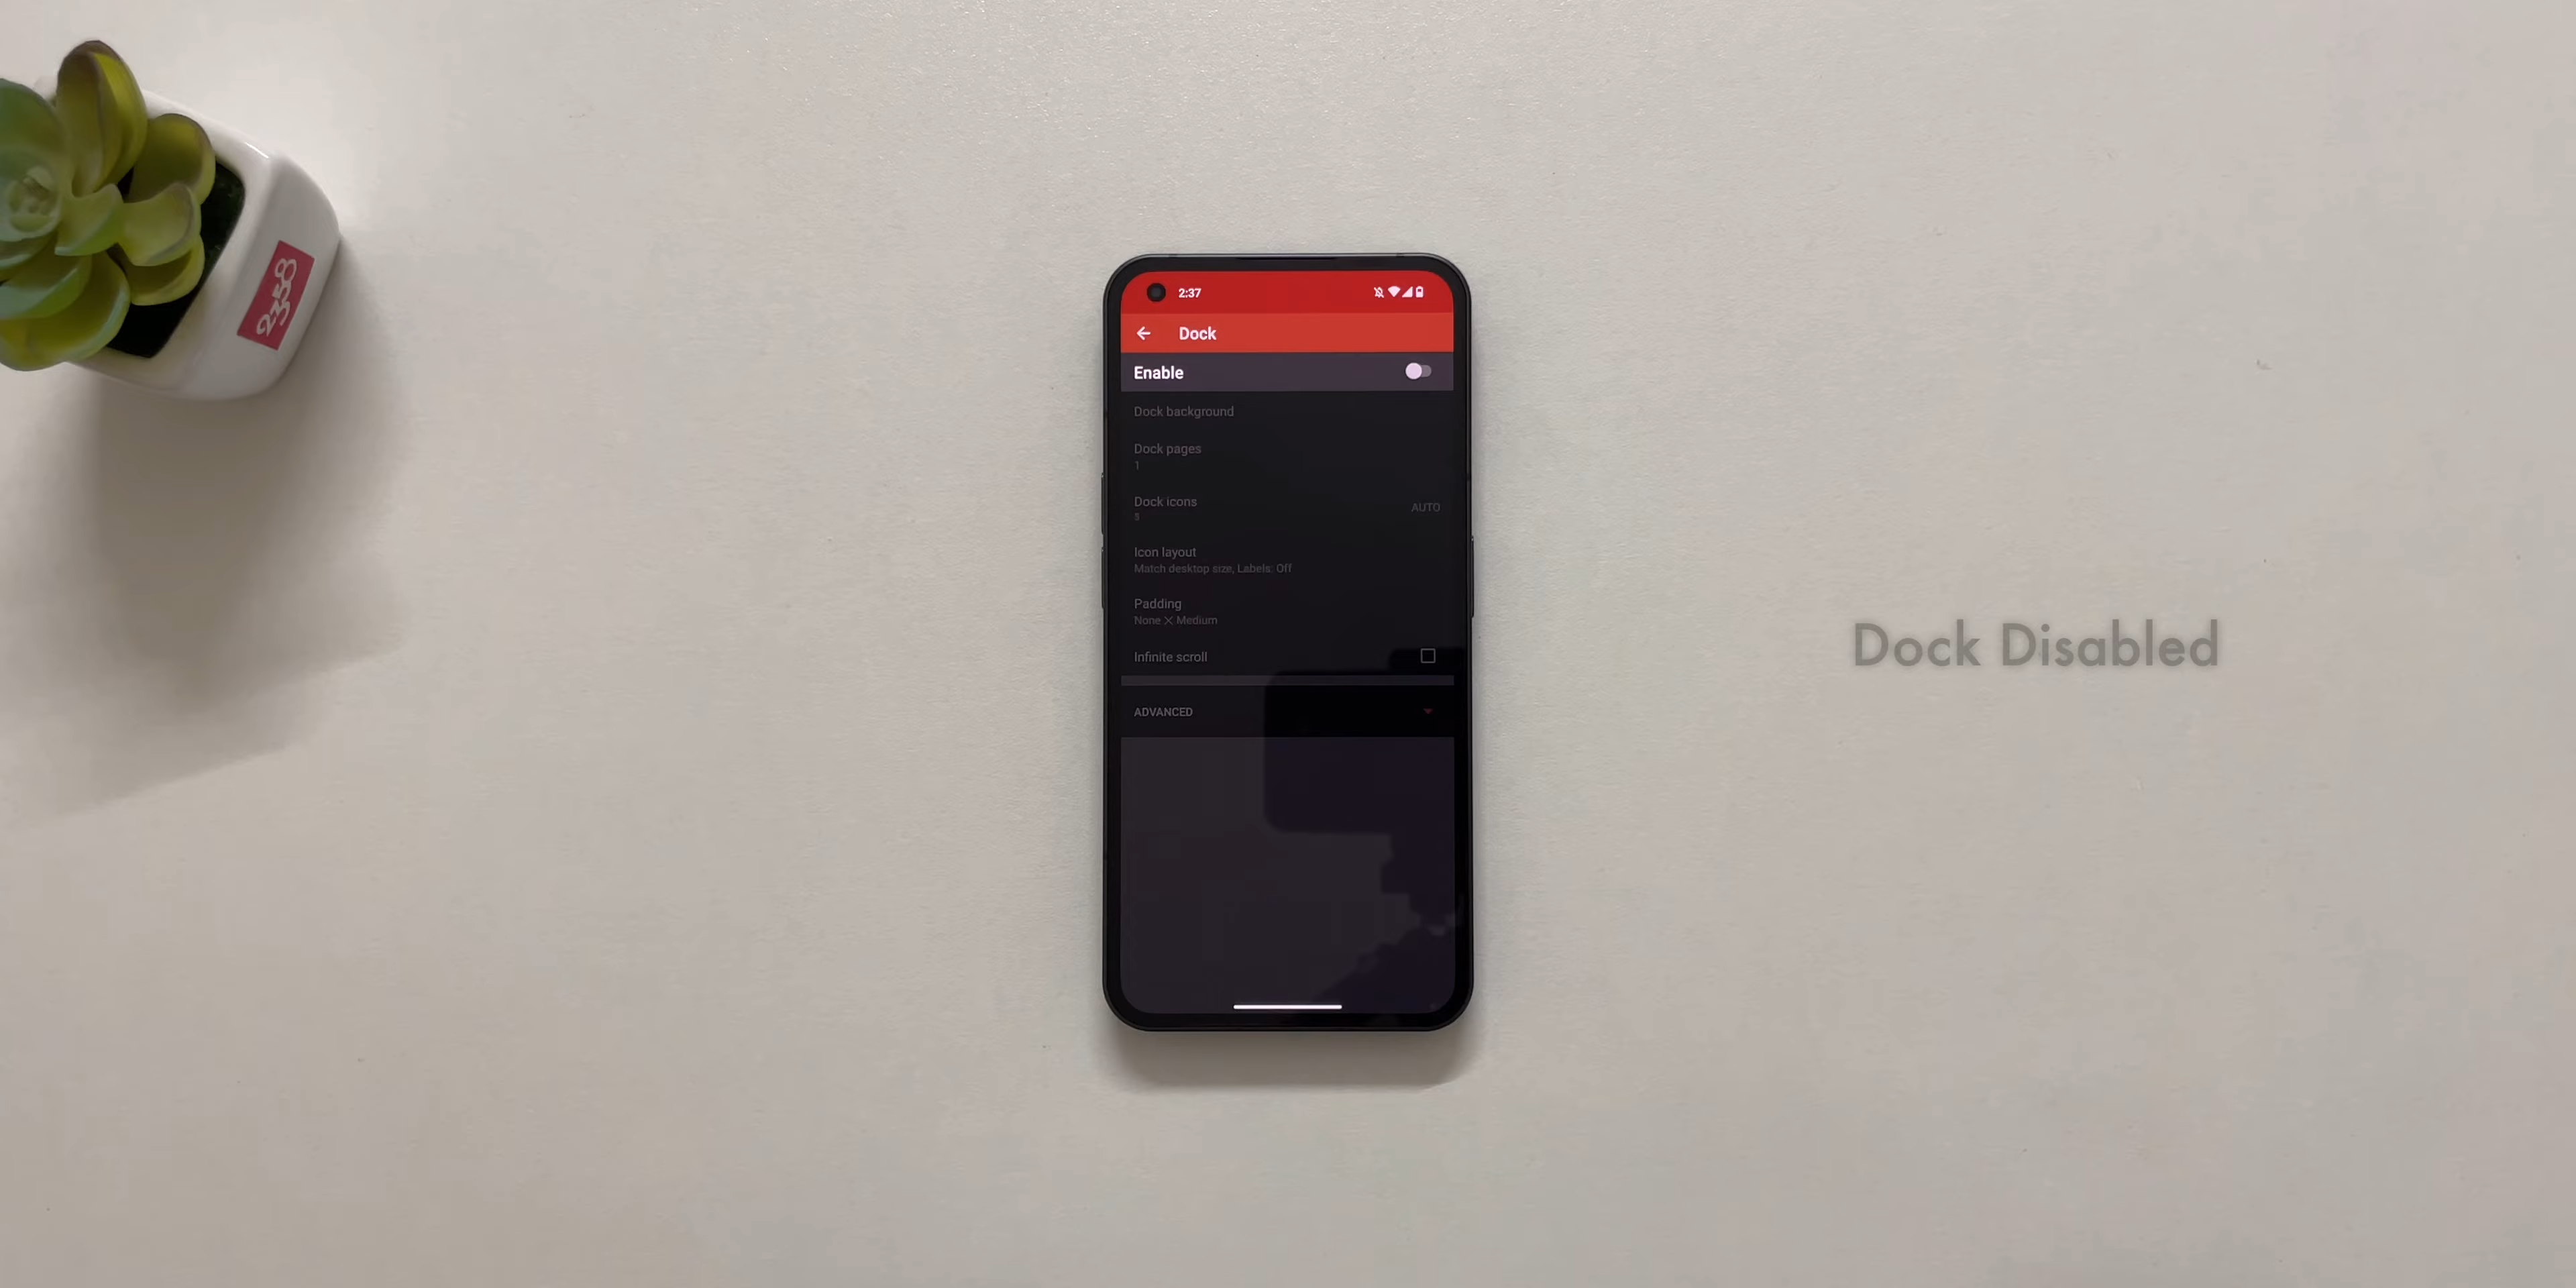 2:37
Dock
Enable
Dock background
Dock pages
1
Dock icons
AUTO
Icon layout
Match desktop size, Labels: Off
Padding
None X Medium
Infinite scroll
ADVANCED
Dock Disabled